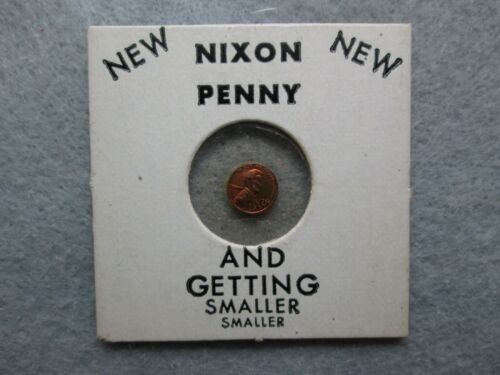 NEW NIXON NEW
PENNY
AND
GETTING
SMALLER
SMALLER